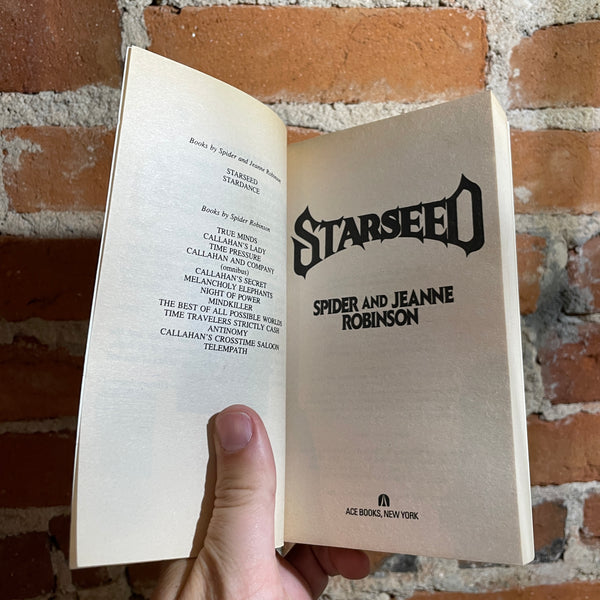 Books by Spider and Jeanne Robinson
STARSEED
STARDANCE
Books by Spider Robinson
TRUE MINDS
CALLAHAN'S LADY
TIME PRESSURE
CALLAHAN AND COMPANY
(omnibus)
CALLAHAN'S SECRET
MELANCHOLY ELEPHANTS
NIGHT OF POWER
MINDKILLER
THE BEST OF ALL POSSIBLE WORLDS
TIME TRAVELERS STRICTLY CASH
ANTINOMY
CALLAHAN'S CROSSTIME SALOON
TELEMPATH
STARSEED
SPIDER AND JEANNE
ROBINSON
ACE BOOKS, NEW YORK